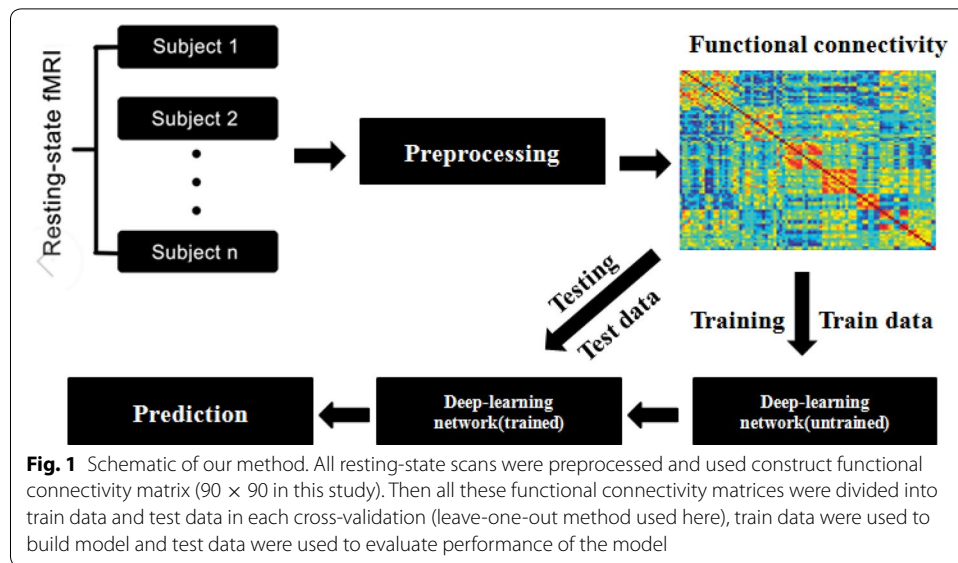 Resting-state fMRI
Subject 1
Subject 2
Subject n
Preprocessing
Functional connectivity
Testing
Test data
Training
Train data
Prediction
Deep-learning
network(trained)
Deep-learning
network(untrained)
Fig. 1 Schematic of our method. All resting-state scans were preprocessed and used construct functional
connectivity matrix (90 × 90 in this study). Then all these functional connectivity matrices were divided into
train data and test data in each cross-validation (leave-one-out method used here), train data were used to
build model and test data were used to evaluate performance of the model